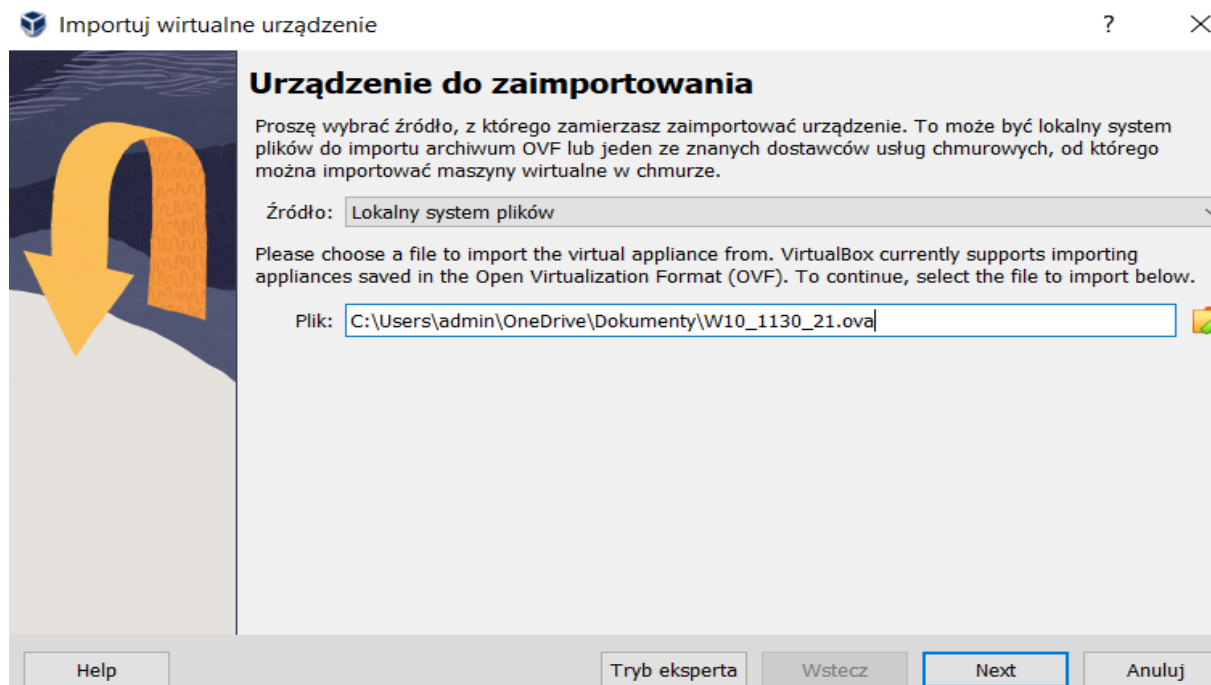 Importuj wirtualne urządzenie
?
Urządzenie do zaimportowania
Proszę wybrać źródło, z którego zamierzasz zaimportować urządzenie. To może być lokalny system
plików do importu archiwum OVF lub jeden ze znanych dostawców usług chmurowych, od którego
można importować maszyny wirtualne w chmurze.
Źródło: Lokalny system plików
Please choose a file to import the virtual appliance from. VirtualBox currently supports importing
appliances saved in the Open Virtualization Format (OVF). To continue, select the file to import below.
Plik: C:\Users\admin\OneDrive\Dokumenty\W10_1130_21.ova
Help Tryb eksperta Wstecz Next Anuluj